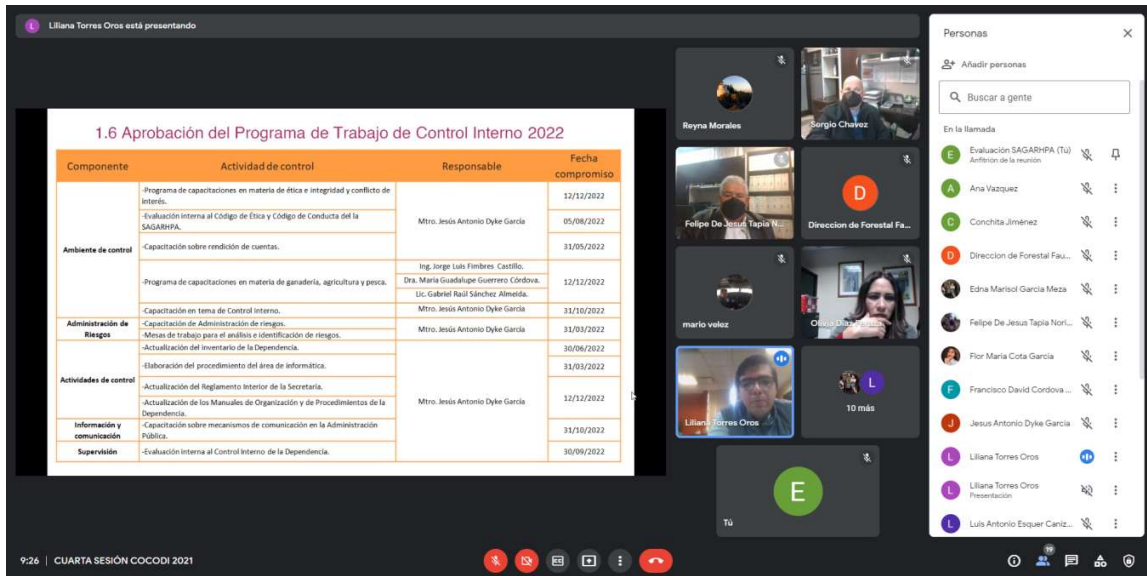 L Liliana Torres Oros está presentando
1.6 Aprobación del Programa de Trabajo de Control Interno 2022
Componente
Actividad de control
Responsable
Fecha
compromiso
Ambiente de control
-Programa de capacitaciones en materia de ética e integridad y conflicto de
interés.
12/12/2022
-Evaluación interna al Código de Ética y Código de Conducta del la
SAGARHPA.
Mtro. Jesús Antonio Dyke García
05/08/2022
-Capacitación sobre rendición de cuentas.
31/05/2022
-Programa de capacitaciones en materia de ganadería, agricultura y pesca.
Ing. Jorge Luis Fimbres Castillo.
Dra. María Guadalupe Guerrero Córdova.
Lic. Gabriel Raúl Sánchez Almeida.
12/12/2022
-Capacitación en tema de Control Interno.
Mtro. Jesús Antonio Dyke García
31/10/2022
Administración de
Riesgos
-Capacitación de Administración de riesgos.
-Mesas de trabajo para el análisis e identificación de riesgos.
Mtro. Jesús Antonio Dyke García
31/03/2022
Actividades de control
-Actualización del inventario de la Dependencia.
30/06/2022
-Elaboración del procedimiento del área de informática.
31/03/2022
-Actualización del Reglamento Interior de la Secretaría.
-Actualización de los Manuales de Organización y de Procedimientos de la
Dependencia.
Mtro. Jesús Antonio Dyke García
12/12/2022
Información y
comunicación
-Capacitación sobre mecanismos de comunicación en la Administración
Pública.
31/10/2022
Supervisión
-Evaluación interna al Control Interno de la Dependencia.
30/09/2022
Reyna Morales
Sergio Chavez
Felipe De Jesus Tapia N...
D
Direccion de Forestal Fa...
mario velez
Olivia Diaz
Liliana Torres Oros
L
10 más
E
Tú
Personas
Añadir personas
Buscar a gente
En la llamada
E Evaluación SAGARHPA (Tú)
Anfitrión de la reunión
A Ana Vazquez
C Conchita Jiménez
D Direccion de Forestal Fau...
Edna Marisol Garcia Meza
Felipe De Jesus Tapia Nori...
Flor Maria Cota Garcia
F Francisco David Cordova ...
J Jesus Antonio Dyke Garcia
L Liliana Torres Oros
L Liliana Torres Oros
Presentación
L Luis Antonio Esquer Caniz...
9:26 | CUARTA SESIÓN COCODI 2021
19